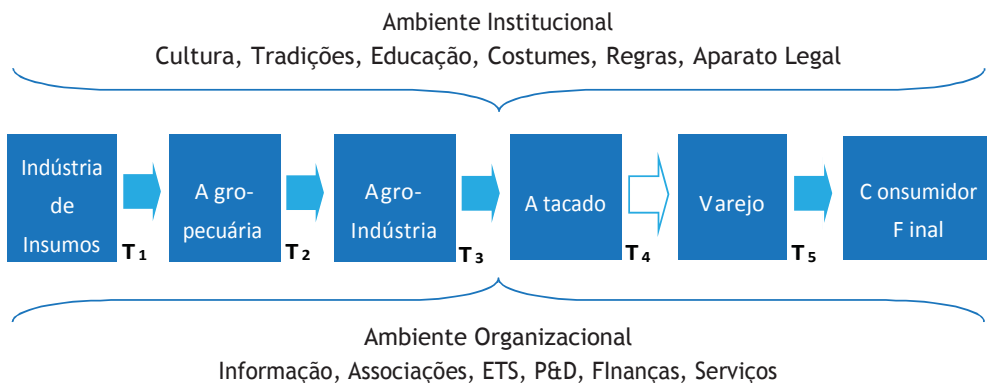 Ambiente Institucional
Cultura, Tradições, Educação, Costumes, Regras, Aparato Legal
Indústria
de
Insumos
T1
A gro-
pecuária
T2
Agro-
Indústria
T3
A tacado
T4
Varejo
T5
C onsumidor
F inal
Ambiente Organizacional
Informação, Associações, ETS, P&D, FInanças, Serviços